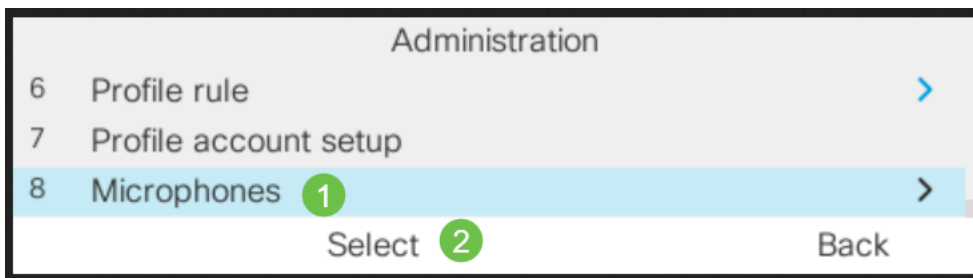 Administration
6 Profile rule
7 Profile account setup
8 Microphones 1
Select 2 Back